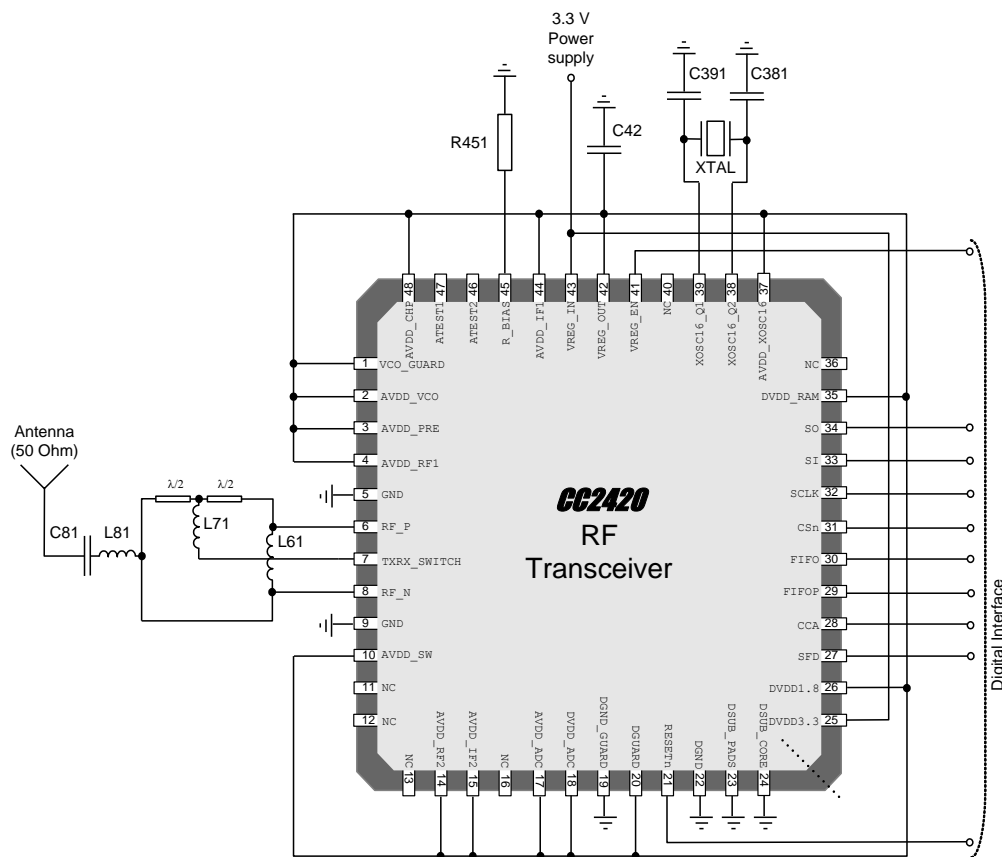 3.3 V
Power
supply
C391
C381
R451
C42
XTAL
48
47
46
45
44
43
42
41
40
39
38
37
AVDD_CHP
ATEST1
ATEST2
R_BIAS
AVDD_IF1
VREG_IN
VREG_OUT
VREG_EN
NC
XOSC16_Q1
XOSC16_Q2
AVDD_XOSC16
1 VCO_GUARD
2 AVDD_VCO
3 AVDD_PRE
4 AVDD_RF1
5 GND
6 RF_P
7 TXRX_SWITCH
8 RF_N
9 GND
10 AVDD_SW
11 NC
12 NC
Antenna
(50 Ohm)
λ/2
λ/2
C81
L81
L71
L61
CC2420
RF
Transceiver
NC 36
DVDD_RAM 35
SO 34
SI 33
SCLK 32
CSn 31
FIFO 30
FIFOP 29
CCA 28
SFD 27
DVDD1.8 26
DVDD3.3 25
Digital Interface
NC
AVDD_RF2
AVDD_IF2
NC
AVDD_ADC
DVDD_ADC
DGND_GUARD
DGUARD
RESETn
DGND
DSUB_PADS
DSUB_CORE
13
14
15
16
17
18
19
20
21
22
23
24